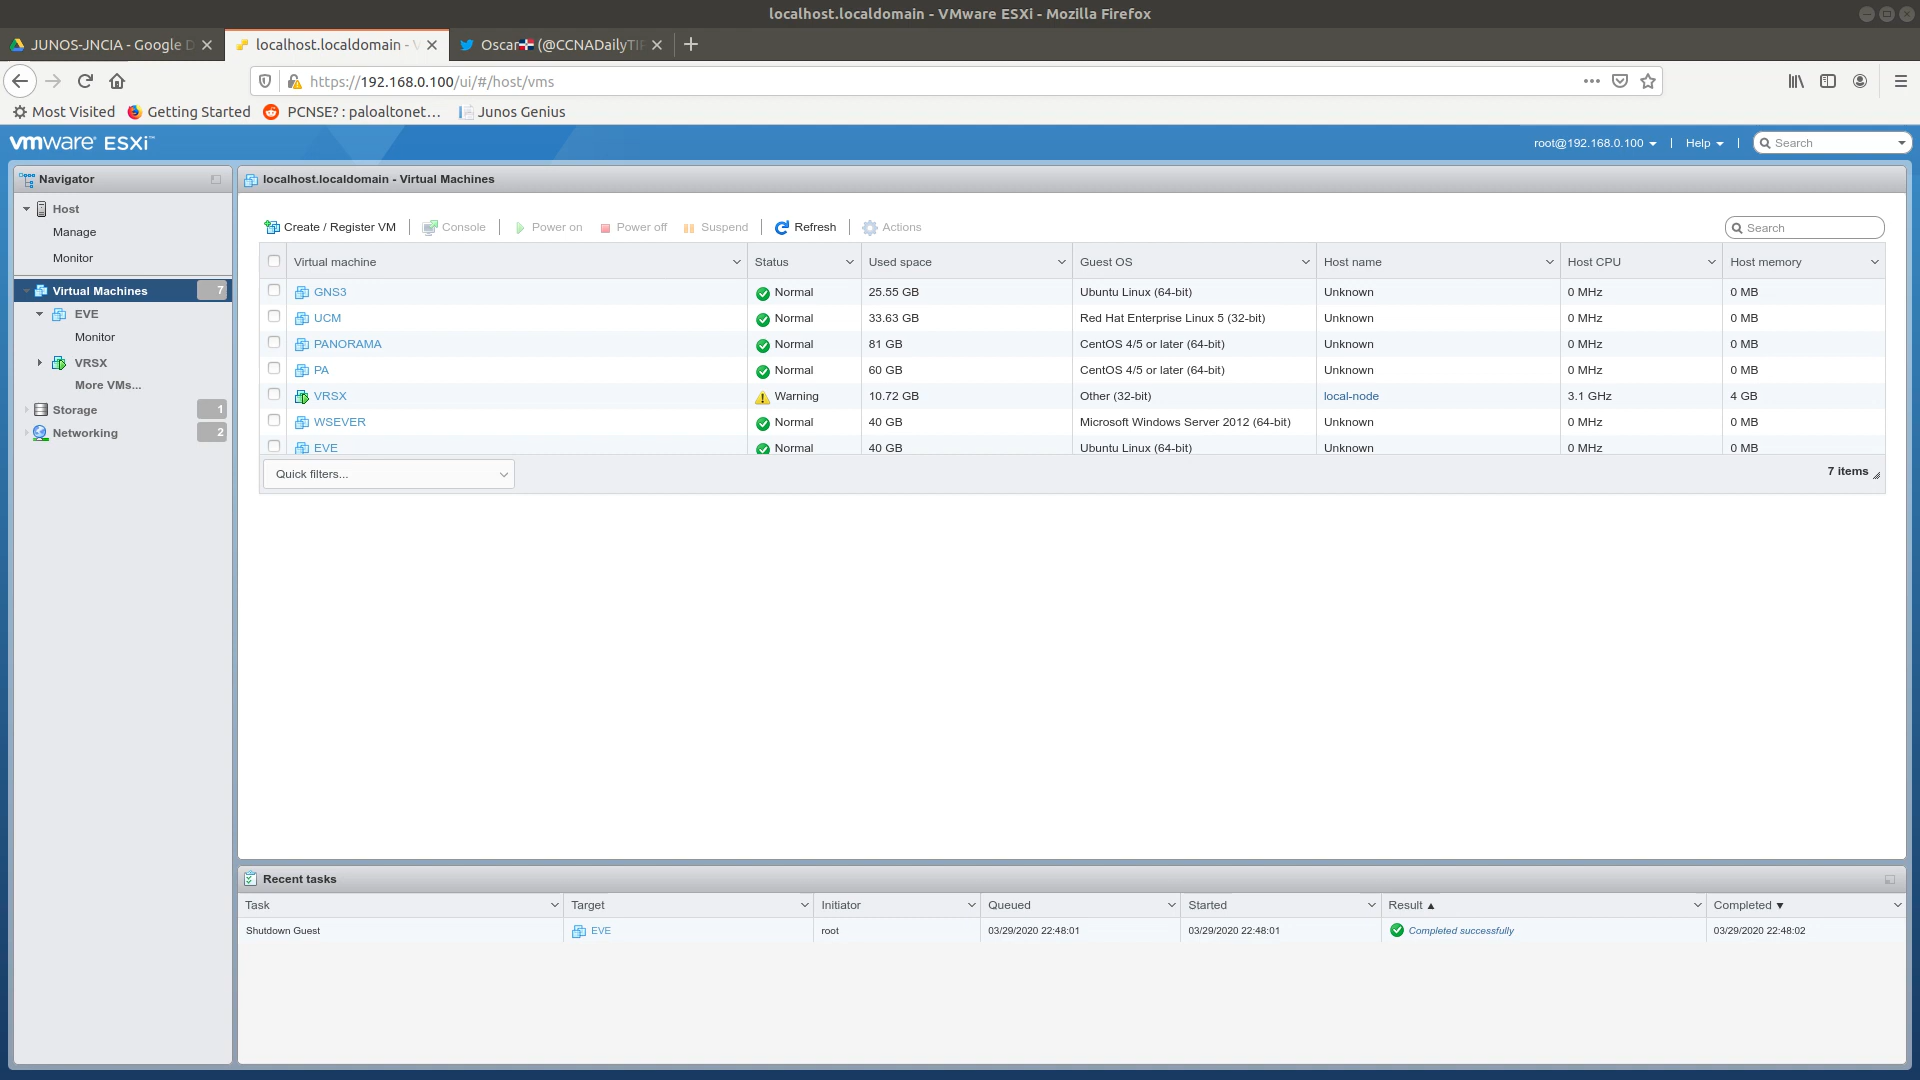 localhost.localdomain - VMware ESXi - Mozilla Firefox
JUNOS-JNCIA - Google D
localhost.localdomain -
Oscar (@CCNADailyTI
https://192.168.0.100/ui/#/host/vms
Most Visited
Getting Started
PCNSE? : paloaltonet…
Junos Genius
vmware ESXi™
root@192.168.0.100 | Help | Search
Navigator
Host
Manage
Monitor
Virtual Machines 7
EVE
Monitor
VRSX
More VMs...
Storage 1
Networking 2
localhost.localdomain - Virtual Machines
Create / Register VM | Console | Power on Power off Suspend | Refresh | Actions
Search
Virtual machine Status Used space Guest OS Host name Host CPU Host memory
GNS3 Normal 25.55 GB Ubuntu Linux (64-bit) Unknown 0 MHz 0 MB
UCM Normal 33.63 GB Red Hat Enterprise Linux 5 (32-bit) Unknown 0 MHz 0 MB
PANORAMA Normal 81 GB CentOS 4/5 or later (64-bit) Unknown 0 MHz 0 MB
PA Normal 60 GB CentOS 4/5 or later (64-bit) Unknown 0 MHz 0 MB
VRSX Warning 10.72 GB Other (32-bit) local-node 3.1 GHz 4 GB
WSEVER Normal 40 GB Microsoft Windows Server 2012 (64-bit) Unknown 0 MHz 0 MB
EVE Normal 40 GB Ubuntu Linux (64-bit) Unknown 0 MHz 0 MB
Quick filters...
7 items
Recent tasks
Task Target Initiator Queued Started Result ▲ Completed ▼
Shutdown Guest EVE root 03/29/2020 22:48:01 03/29/2020 22:48:01 Completed successfully 03/29/2020 22:48:02